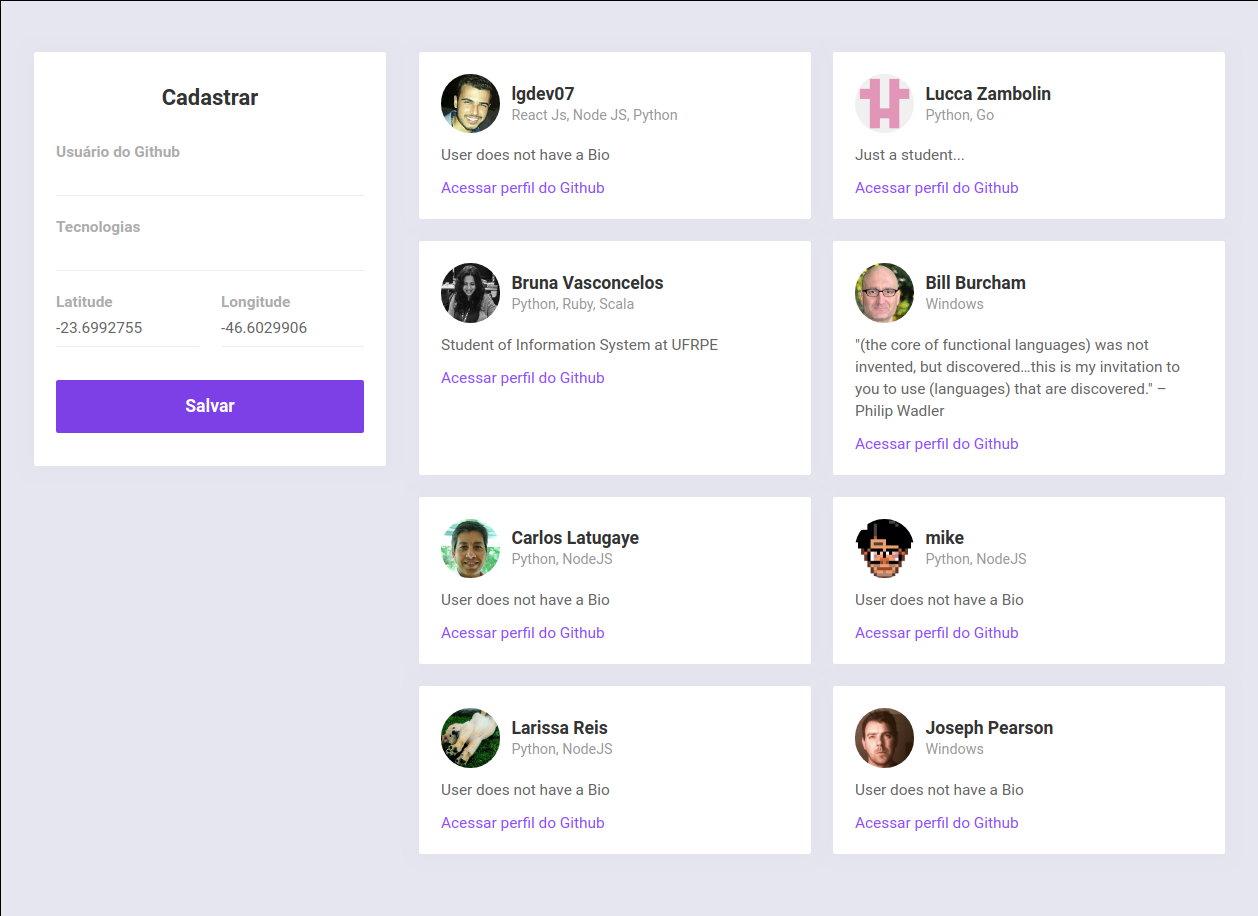 Cadastrar
Usuário do Github
Tecnologias
Latitude
Longitude
-23.6992755
-46.6029906
Salvar
lgdev07
React Js, Node JS, Python
User does not have a Bio
Acessar perfil do Github
Lucca Zambolin
Python, Go
Just a student...
Acessar perfil do Github
Bruna Vasconcelos
Python, Ruby, Scala
Student of Information System at UFRPE
Acessar perfil do Github
Bill Burcham
Windows
"(the core of functional languages) was not
invented, but discovered…this is my invitation to
you to use (languages) that are discovered." –
Philip Wadler
Acessar perfil do Github
Carlos Latugaye
Python, NodeJS
User does not have a Bio
Acessar perfil do Github
mike
Python, NodeJS
User does not have a Bio
Acessar perfil do Github
Larissa Reis
Python, NodeJS
User does not have a Bio
Acessar perfil do Github
Joseph Pearson
Windows
User does not have a Bio
Acessar perfil do Github